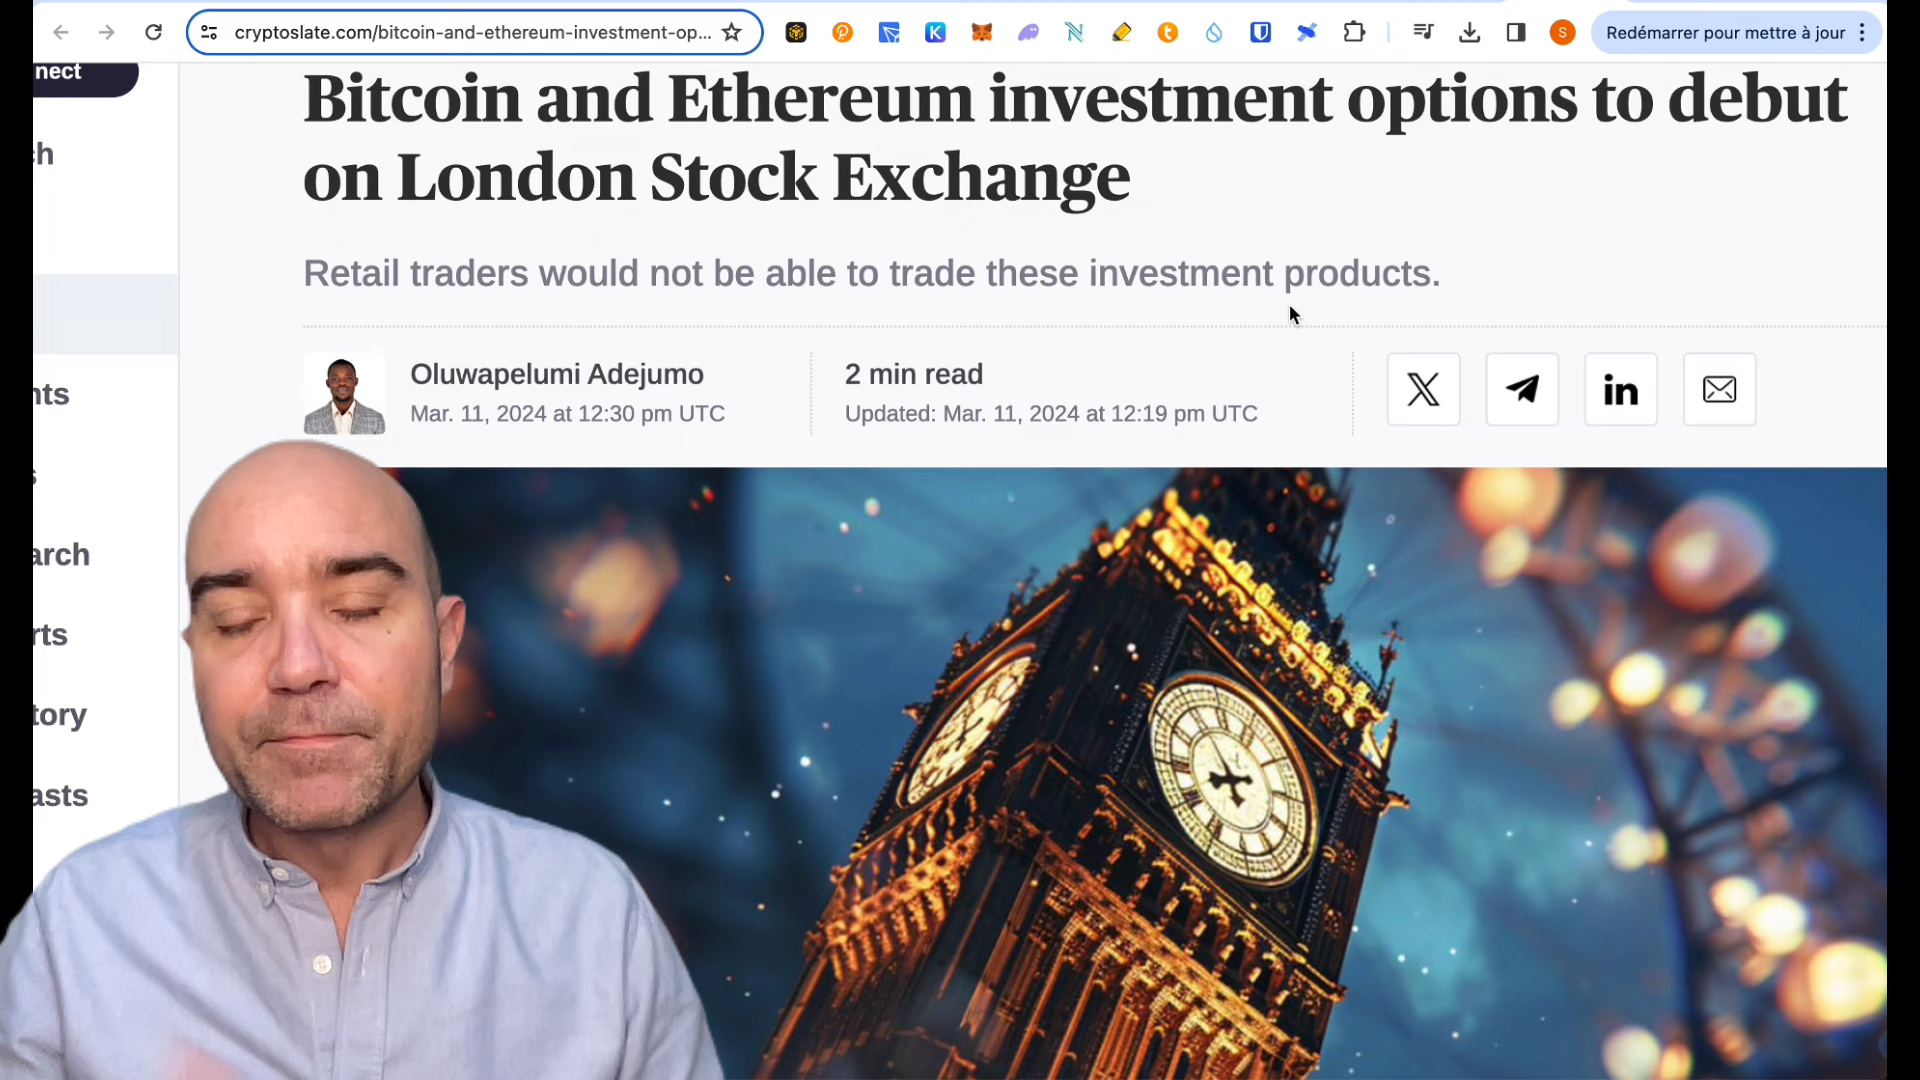 cryptoslate.com/bitcoin-and-ethereum-investment-op...
S
Redémarrer pour mettre à jour
nect
Bitcoin and Ethereum investment options to debut
on London Stock Exchange
ch
Retail traders would not be able to trade these investment products.
Oluwapelumi Adejumo
Mar. 11, 2024 at 12:30 pm UTC
2 min read
Updated: Mar. 11, 2024 at 12:19 pm UTC
X
in
nts
s
arch
rts
tory
asts